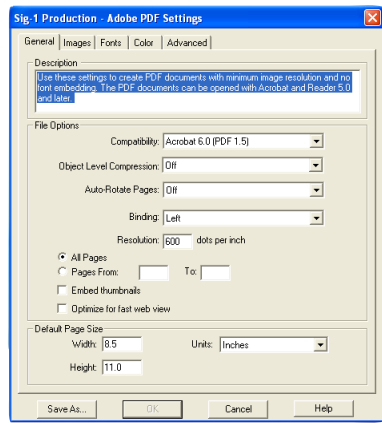 Sig-1 Production - Adobe PDF Settings
General Images Fonts Color Advanced
Description
Use these settings to create PDF documents with minimum image resolution and no
font embedding. The PDF documents can be opened with Acrobat and Reader 5.0
and later.
File Options
Compatibility: Acrobat 6.0 (PDF 1.5)
Object Level Compression: Off
Auto-Rotate Pages: Off
Binding: Left
Resolution: 600 dots per inch
All Pages
Pages From: To:
Embed thumbnails
Optimize for fast web view
Default Page Size
Width: 8.5 Units: Inches
Height: 11.0
Save As... OK Cancel Help